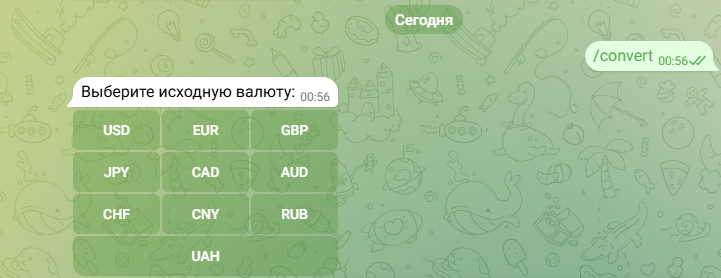 Сегодня
/convert 00:56
Выберите исходную валюту: 00:56
USD EUR GBP
JPY CAD AUD
CHF CNY RUB
UAH